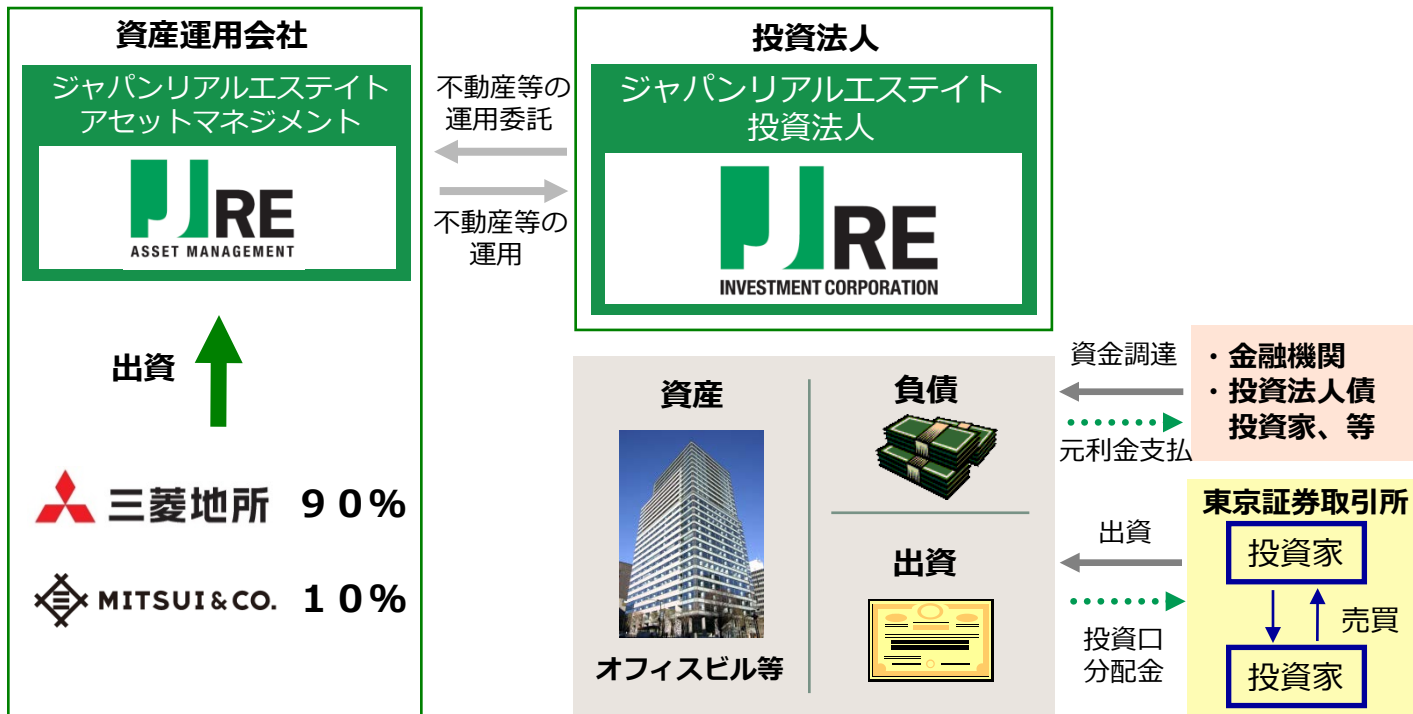 資産運用会社
ジャパンリアルエステイト
アセットマネジメント
JRE
ASSET MANAGEMENT
出資
三菱地所 90%
MITSUI&CO. 10%
不動産等の
運用委託
不動産等の
運用
投資法人
ジャパンリアルエステイト
投資法人
JRE
INVESTMENT CORPORATION
資産
オフィスビル等
負債
出資
資金調達
元利金支払
・金融機関
・投資法人債
投資家、等
出資
投資口
分配金
東京証券取引所
投資家
売買
投資家